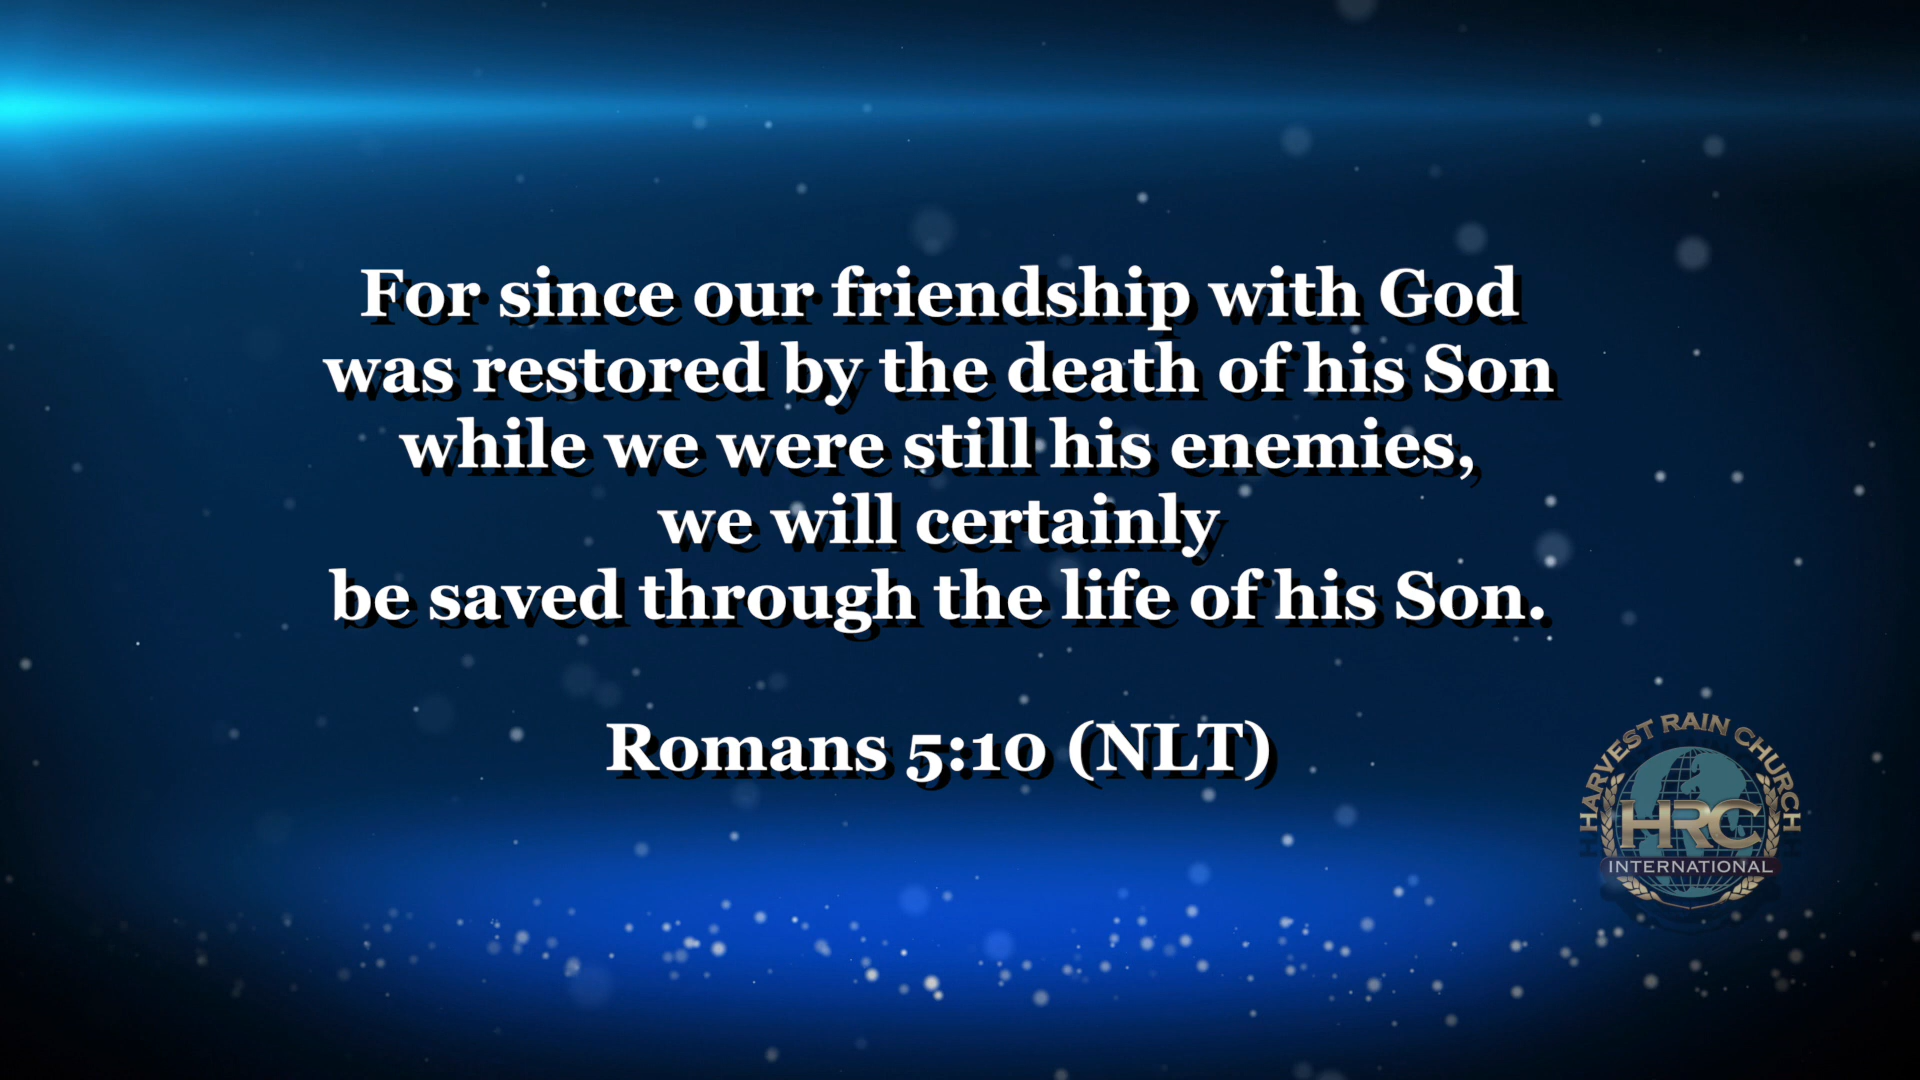 For since our friendship with God
was restored by the death of his Son
while we were still his enemies,
we will certainly
be saved through the life of his Son.
Romans 5:10 (NLT)
HARVEST RAIN CHURCH
HRC
INTERNATIONAL